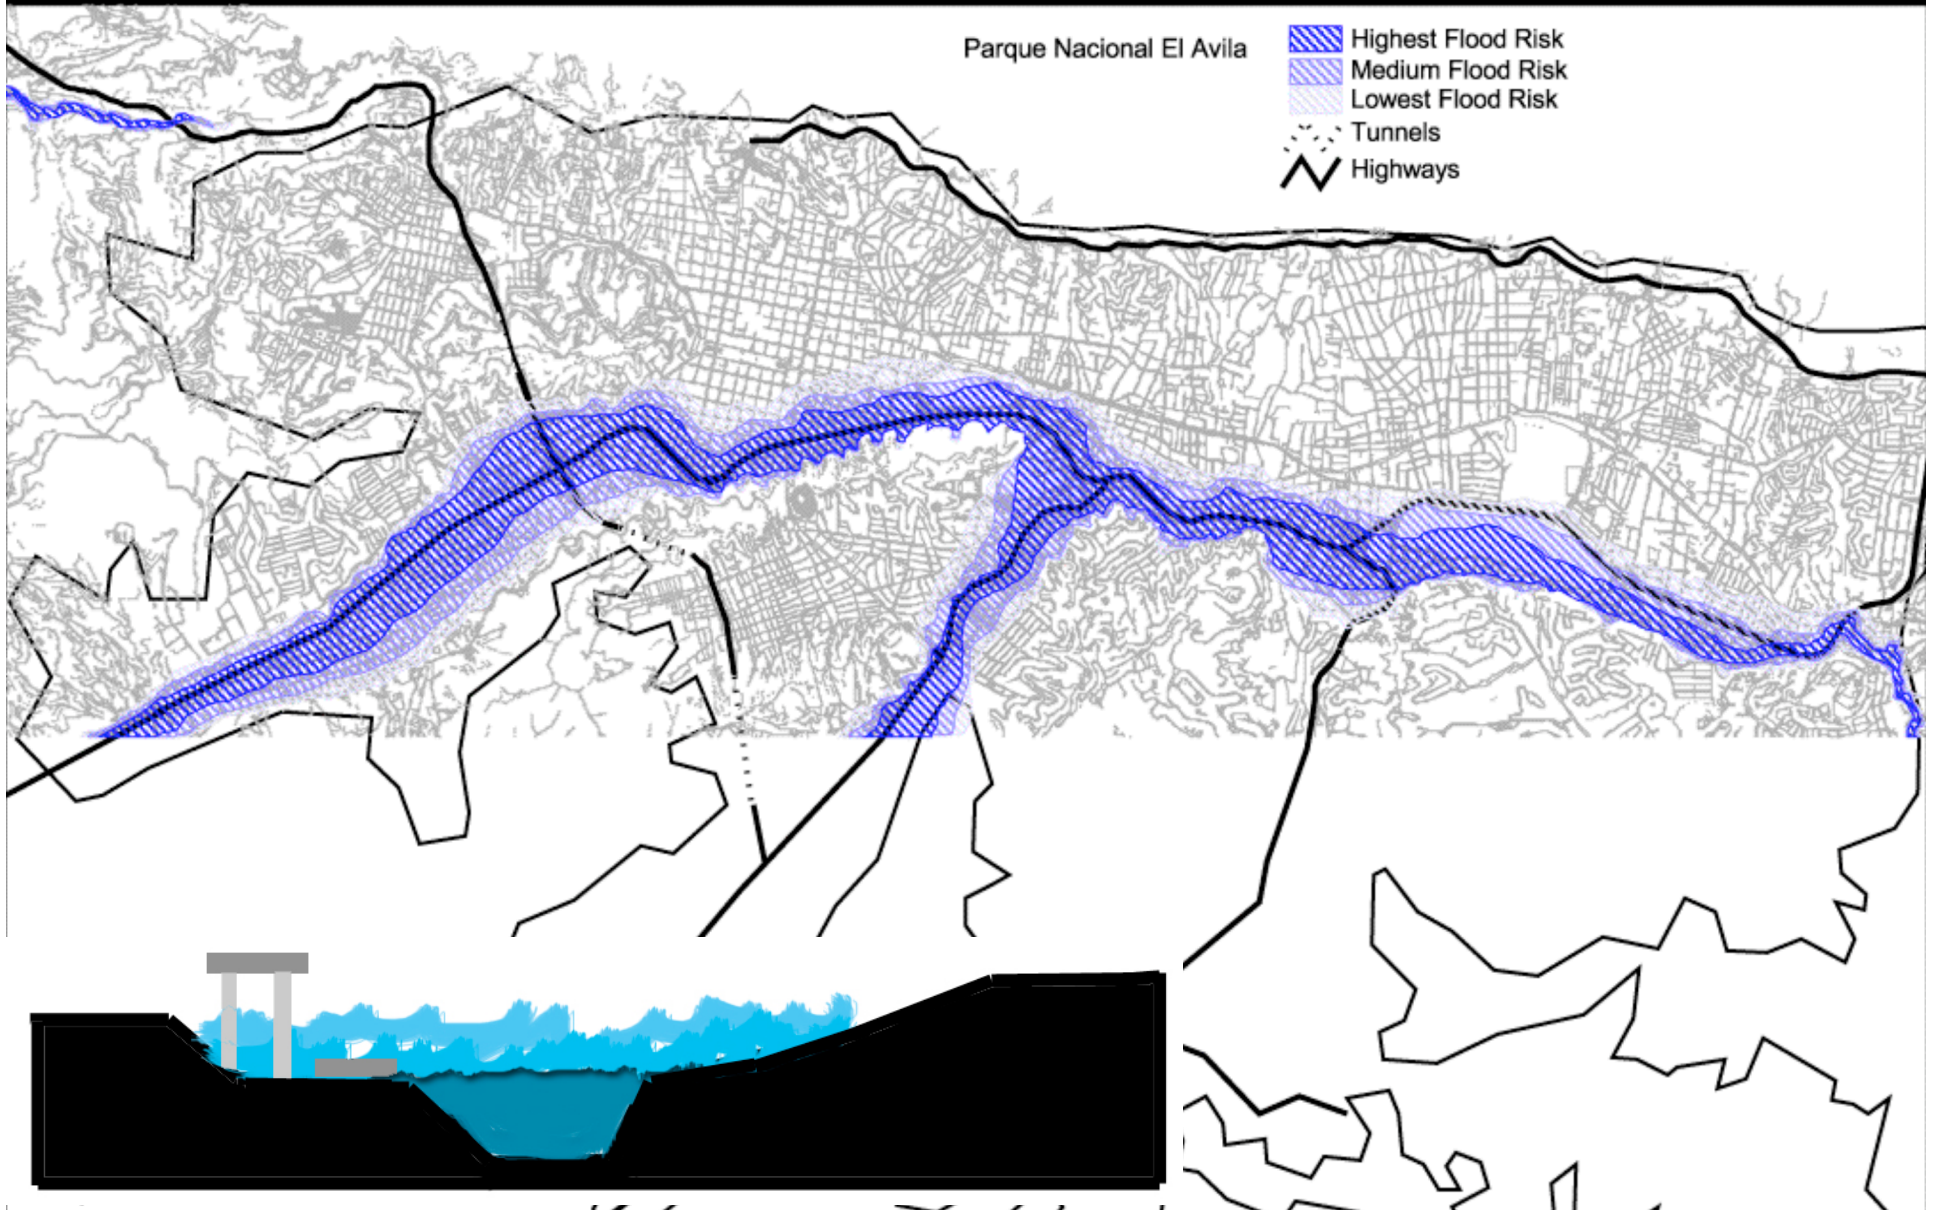 Parque Nacional El Avila
Highest Flood Risk
Medium Flood Risk
Lowest Flood Risk
Tunnels
Highways